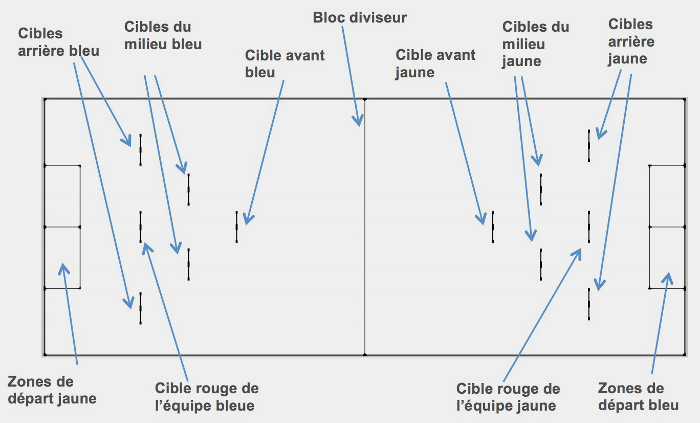 Cibles
arrière bleu
Cibles du
milieu bleu
Cible avant
bleu
Bloc diviseur
Cible avant
jaune
Cibles du
milieu
jaune
Cibles
arrière
jaune
Zones de
départ jaune
Cible rouge de
l'équipe bleue
Cible rouge de
l'équipe jaune
Zones de
départ bleu